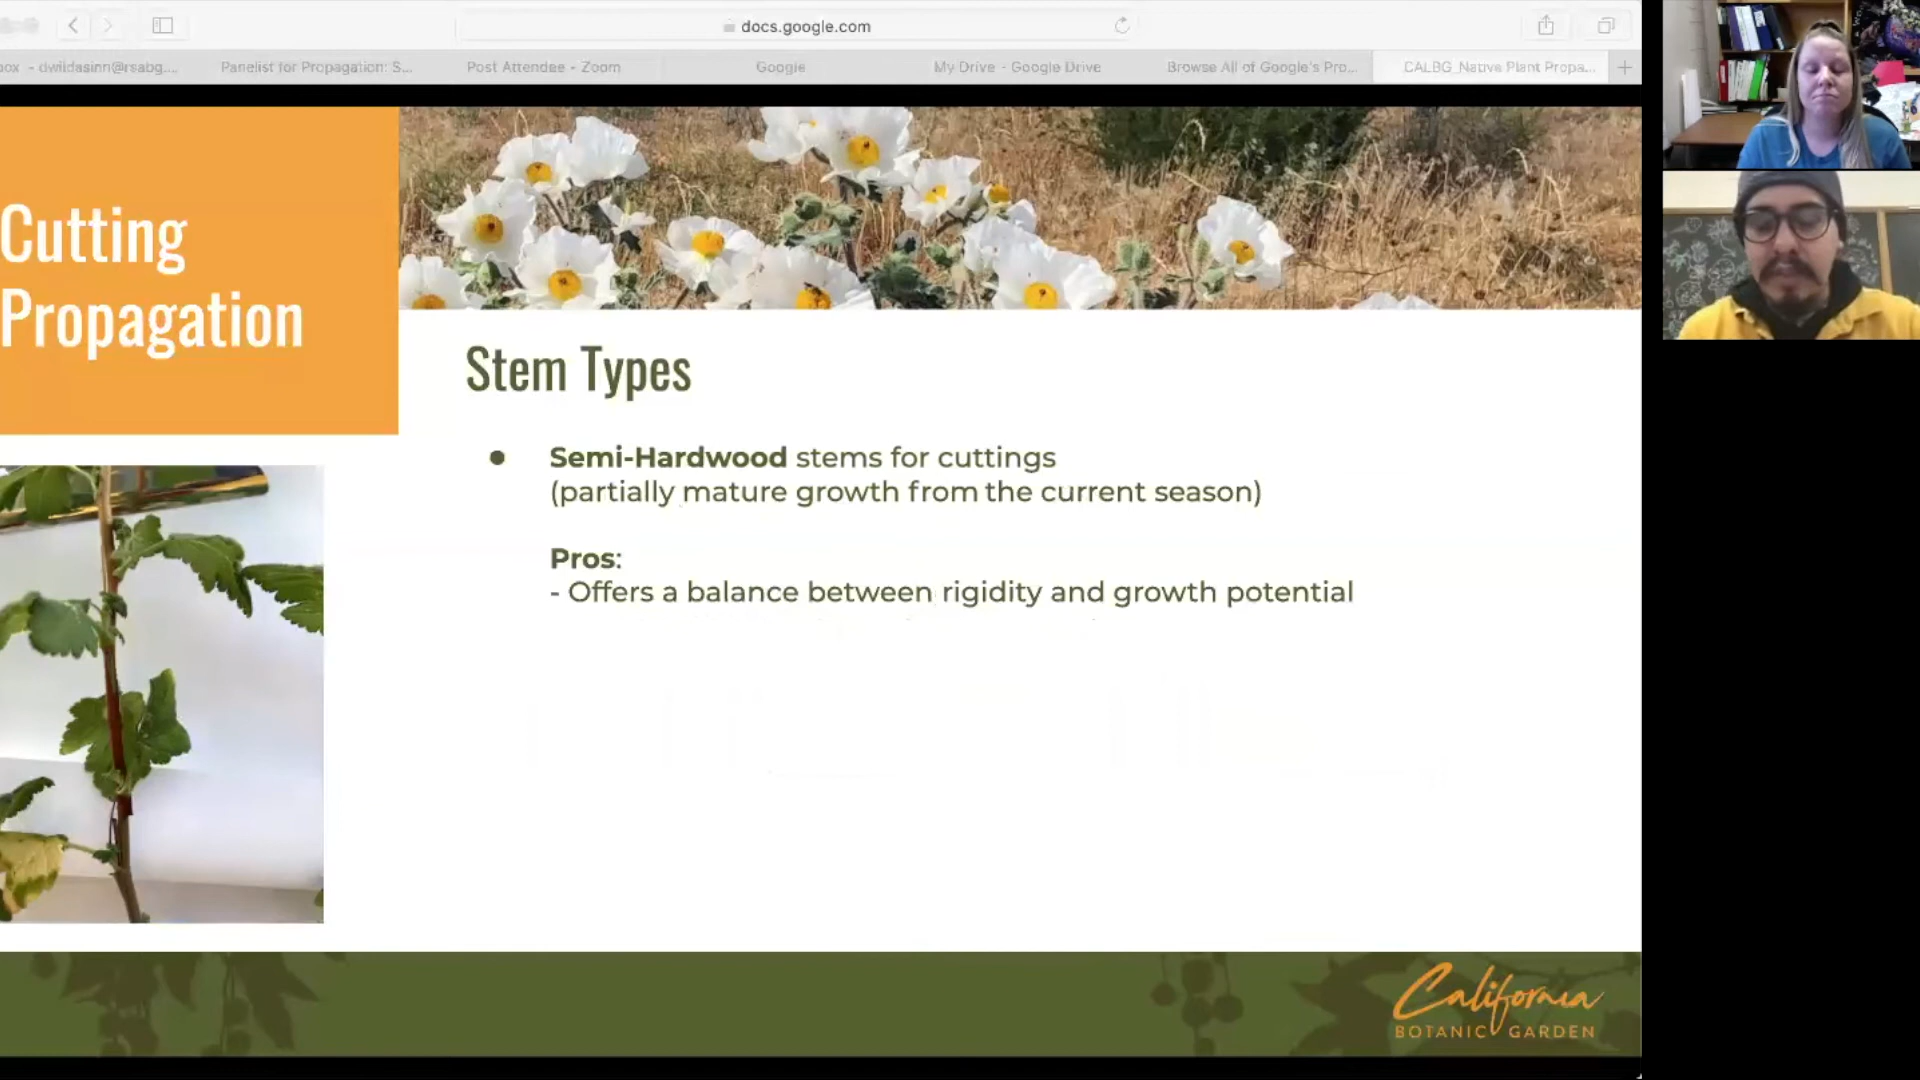 docs.google.com
box - dwildasinn@rsabg....
Panelist for Propagation: S...
Post Attendee - Zoom
Google
My Drive - Google Drive
Browse All of Google's Pro...
CALBG_Native Plant Propa...
Cutting
Propagation
Stem Types
● Semi-Hardwood stems for cuttings
(partially mature growth from the current season)
Pros:
- Offers a balance between rigidity and growth potential
California
BOTANIC GARDEN